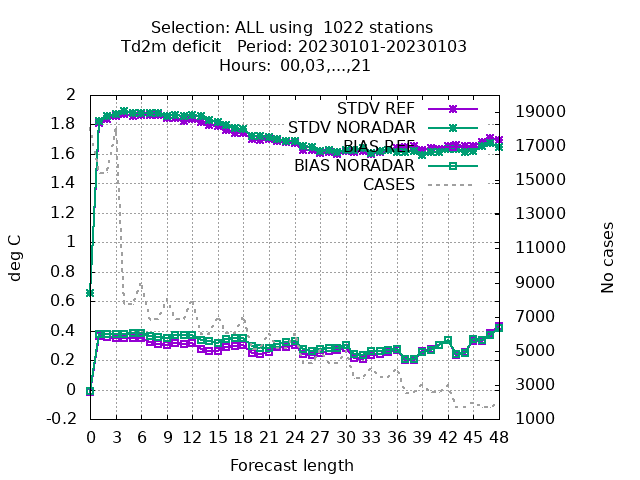 Selection: ALL using  1022 stations
Td2m deficit   Period: 20230101-20230103
Hours:  00,03,...,21
STDV REF
STDV NORADAR
BIAS REF
BIAS NORADAR
CASES
2
1.8
1.6
1.4
1.2
1
0.8
0.6
0.4
0.2
0
-0.2
deg C
19000
17000
15000
13000
11000
9000
7000
5000
3000
1000
No cases
0 3 6 9 12 15 18 21 24 27 30 33 36 39 42 45 48
Forecast length